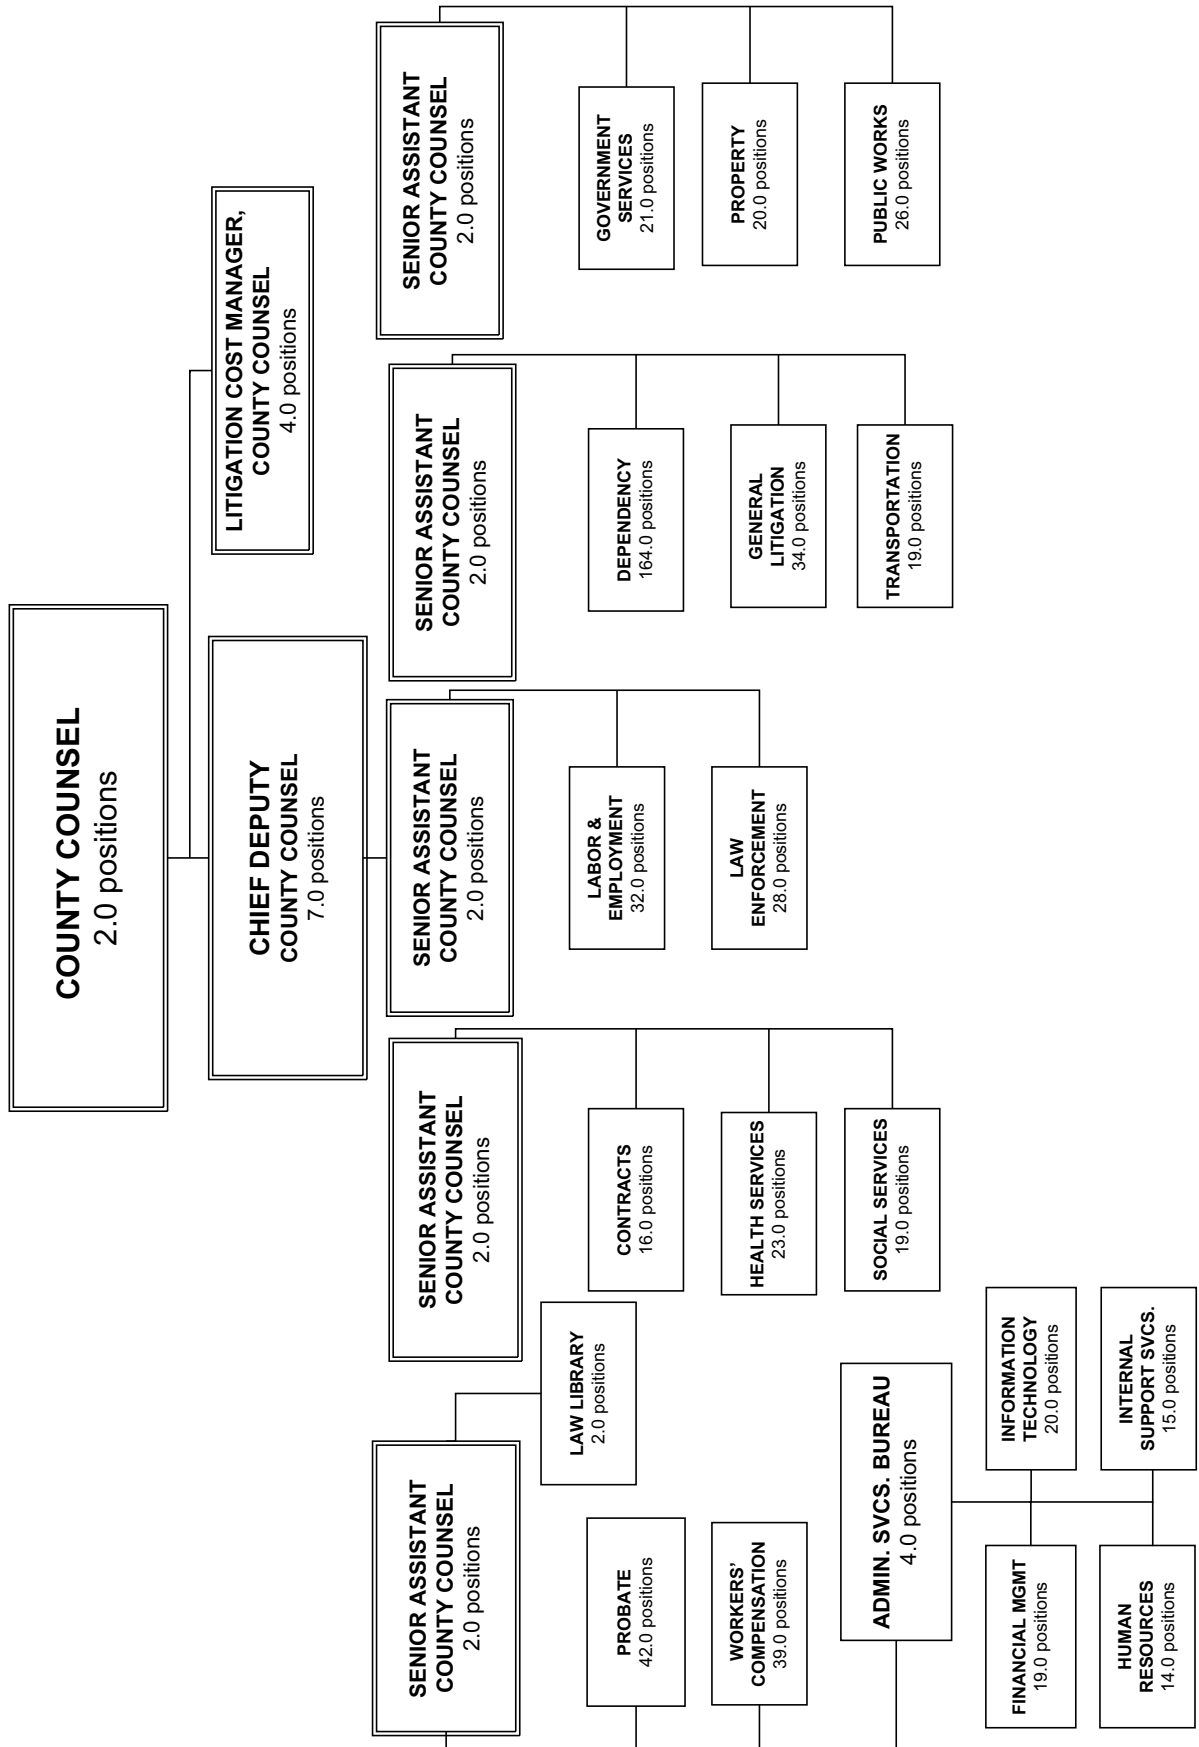 COUNTY COUNSEL
2.0 positions
LITIGATION COST MANAGER,
COUNTY COUNSEL
4.0 positions
CHIEF DEPUTY
COUNTY COUNSEL
7.0 positions
SENIOR ASSISTANT
COUNTY COUNSEL
2.0 positions
LAW LIBRARY
2.0 positions
PROBATE
42.0 positions
WORKERS'
COMPENSATION
39.0 positions
ADMIN. SVCS. BUREAU
4.0 positions
FINANCIAL MGMT
19.0 positions
INFORMATION
TECHNOLOGY
20.0 positions
HUMAN
RESOURCES
14.0 positions
INTERNAL
SUPPORT SVCS.
15.0 positions
SENIOR ASSISTANT
COUNTY COUNSEL
2.0 positions
CONTRACTS
16.0 positions
HEALTH SERVICES
23.0 positions
SOCIAL SERVICES
19.0 positions
SENIOR ASSISTANT
COUNTY COUNSEL
2.0 positions
LABOR &
EMPLOYMENT
32.0 positions
LAW
ENFORCEMENT
28.0 positions
SENIOR ASSISTANT
COUNTY COUNSEL
2.0 positions
DEPENDENCY
164.0 positions
GENERAL
LITIGATION
34.0 positions
TRANSPORTATION
19.0 positions
SENIOR ASSISTANT
COUNTY COUNSEL
2.0 positions
GOVERNMENT
SERVICES
21.0 positions
PROPERTY
20.0 positions
PUBLIC WORKS
26.0 positions